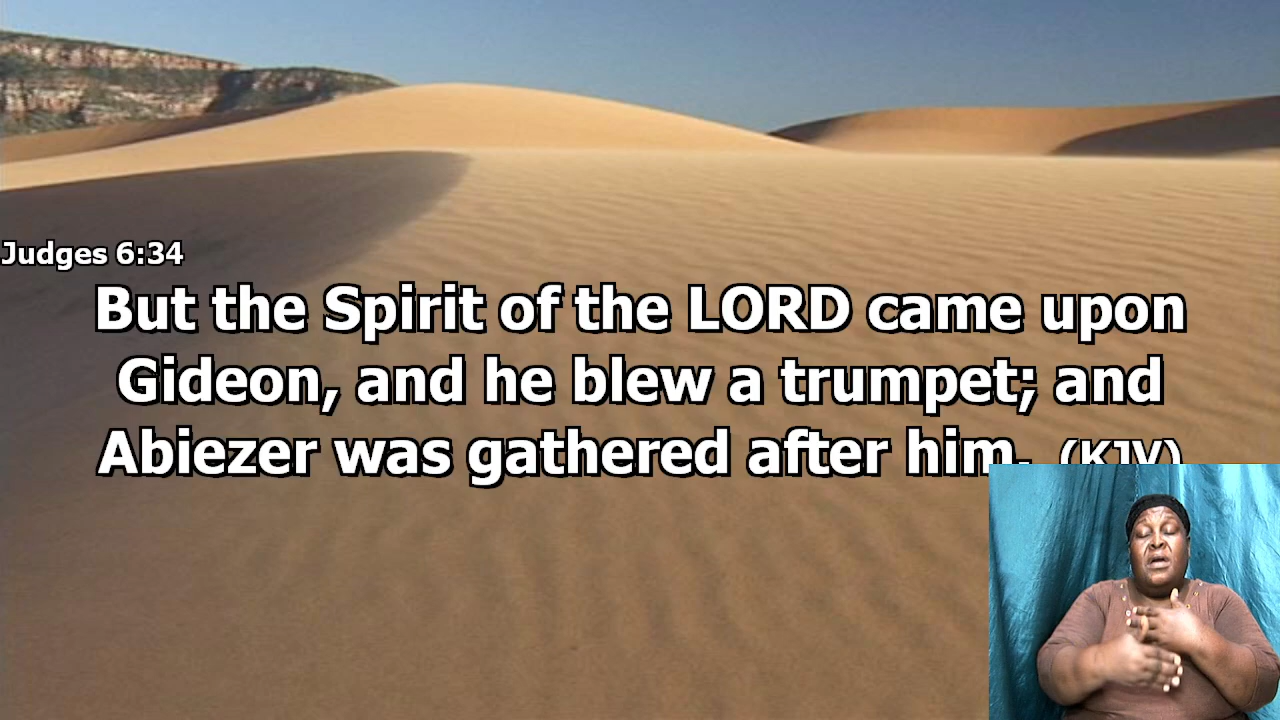 Judges 6:34
But the Spirit of the LORD came upon
Gideon, and he blew a trumpet; and
Abiezer was gathered after him. (KJV)